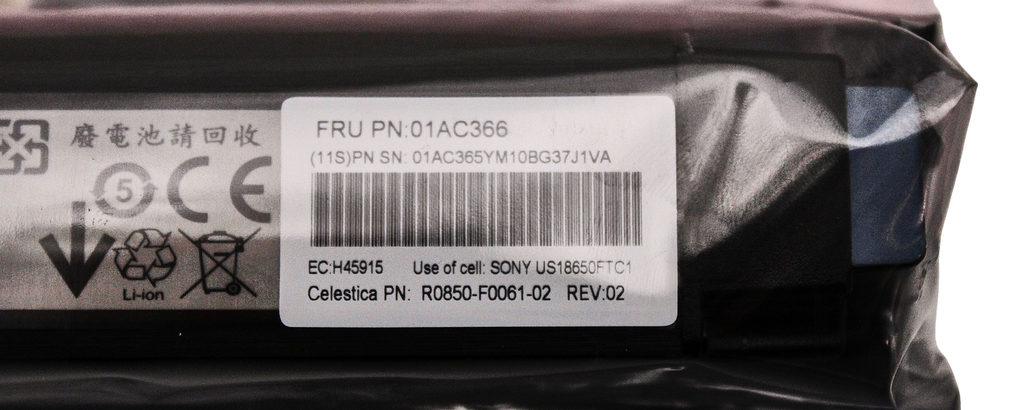 廢電池請回收
5
CE
Li-ion
FRU PN:01AC366
(11S)PN SN: 01AC365YM10BG37J1VA
EC:H45915 Use of cell: SONY US18650FTC1
Celestica PN: R0850-F0061-02 REV:02